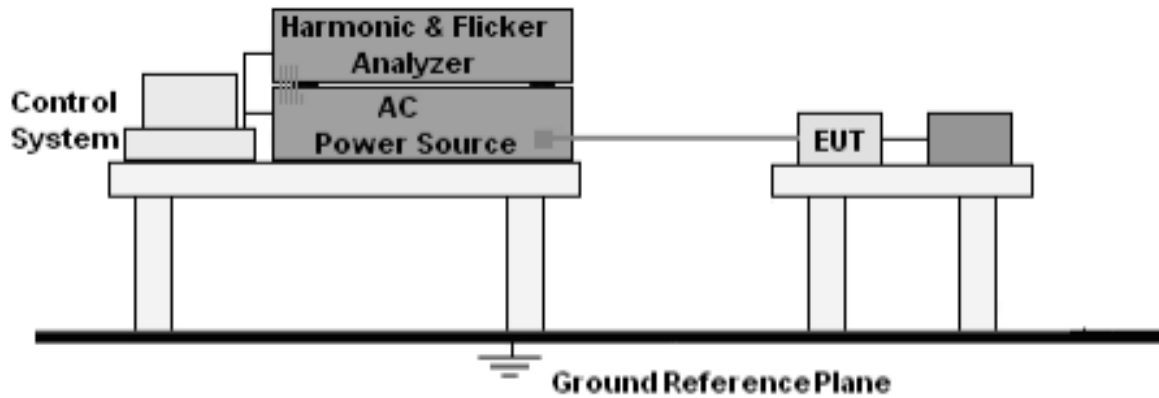 Harmonic & Flicker
Analyzer
Control
System
AC
Power Source
EUT
Ground Reference Plane